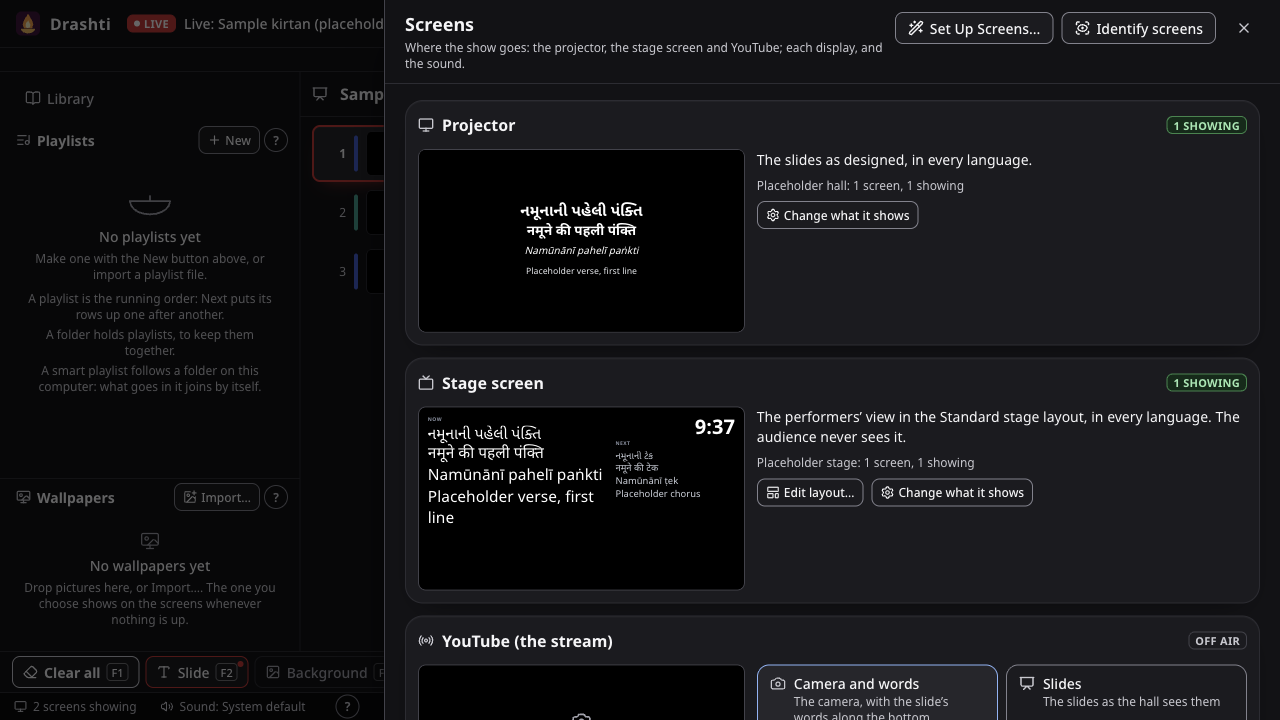 Drashti
LIVE
Live: Sample kirtan (placehold
Library
Playlists
New
?
No playlists yet
Make one with the New button above, or
import a playlist file.
A playlist is the running order: Next puts its
rows up one after another.
A folder holds playlists, to keep them
together.
A smart playlist follows a folder on this
computer: what goes in it joins by itself.
Wallpapers
Import...
?
No wallpapers yet
Drop pictures here, or Import.... The one you
choose shows on the screens whenever
nothing is up.
Samp
1
2
3
Clear all F1
Slide F2
Background
2 screens showing
Sound: System default
?
Screens
Where the show goes: the projector, the stage screen and YouTube; each display, and
the sound.
Set Up Screens...
Identify screens
Projector
1 SHOWING
નમૂનાની પહેલી પંક્તિ
नमूने की पहली पंक्ति
Namūnānī pahelī paṅkti
Placeholder verse, first line
The slides as designed, in every language.
Placeholder hall: 1 screen, 1 showing
Change what it shows
Stage screen
1 SHOWING
NOW
નમૂનાની પહેલી પંક્તિ
नमूने की पहली पंक्ति
Namūnānī pahelī paṅkti
Placeholder verse, first
line
9:37
NEXT
નમૂનાની ટેક
नमूने की टेक
Namūnānī ṭek
Placeholder chorus
The performers’ view in the Standard stage layout, in every language. The
audience never sees it.
Placeholder stage: 1 screen, 1 showing
Edit layout...
Change what it shows
YouTube (the stream)
OFF AIR
Camera and words
The camera, with the slide’s
words along the bottom
Slides
The slides as the hall sees them